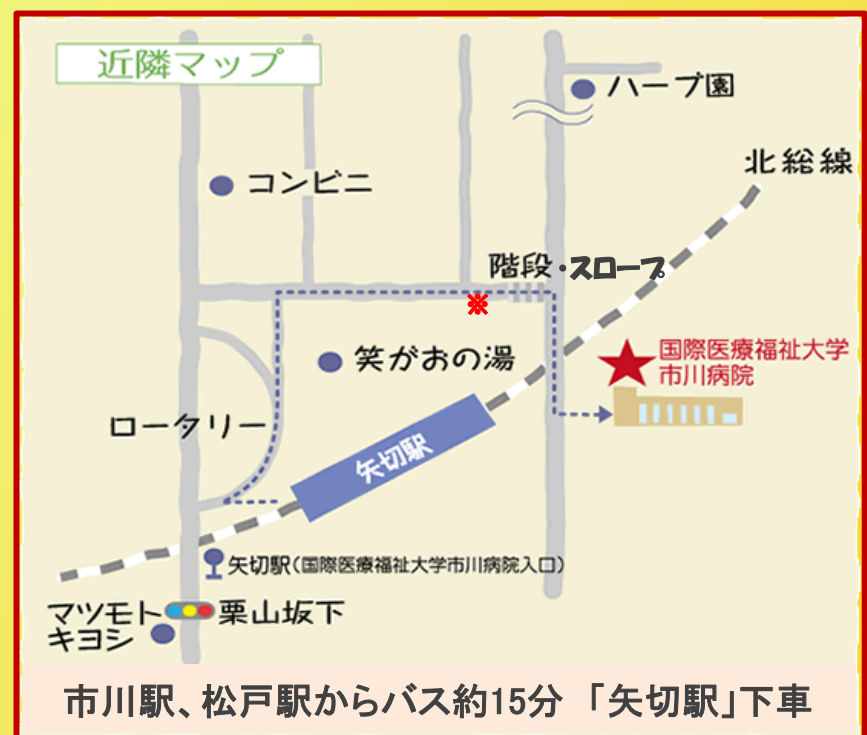 近隣マップ
ハーブ園
北総線
コンビニ
階段・スロープ
※
笑がおの湯
国際医療福祉大学
市川病院
ロータリー
矢切駅
矢切駅(国際医療福祉大学市川病院入口)
マツモト
キヨシ
栗山坂下
市川駅、松戸駅からバス約15分 「矢切駅」下車